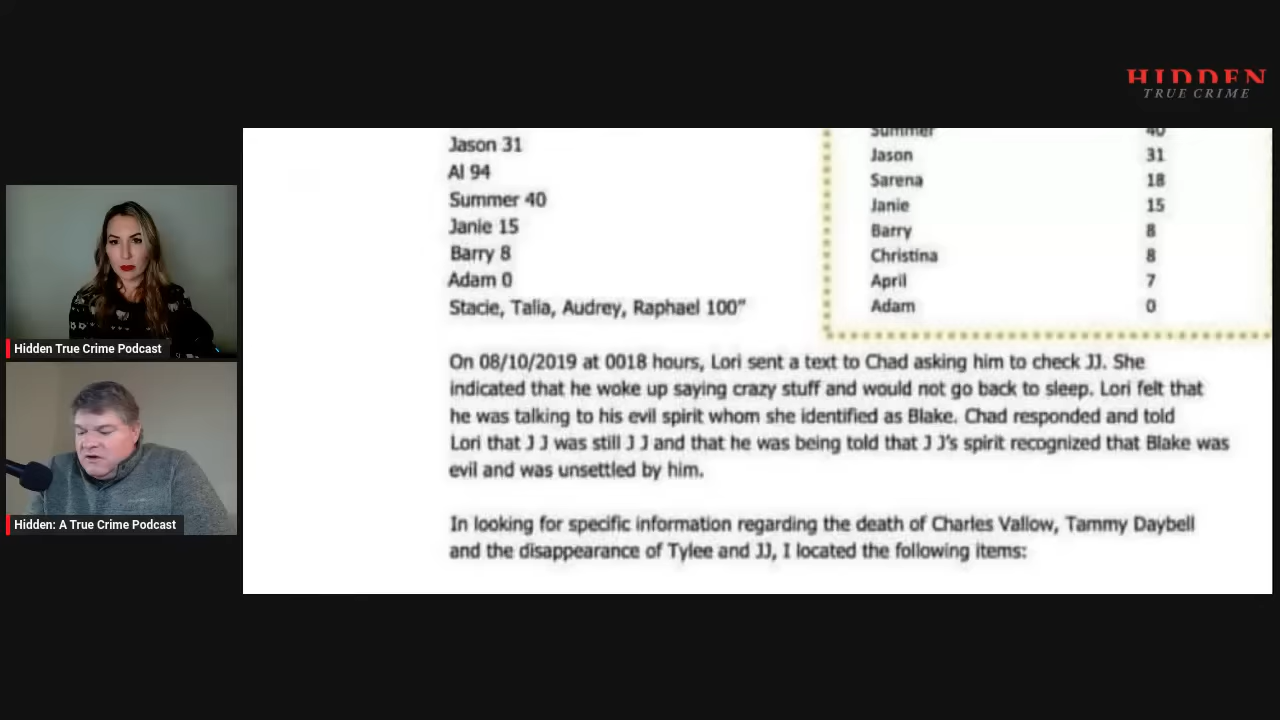 HIDDEN
TRUE CRIME
Jason 31
Al 94
Summer 40
Janie 15
Barry 8
Adam 0
Stacie, Talia, Audrey, Raphael 100"
Summer 40
Jason 31
Sarena 18
Janie 15
Barry 8
Christina 8
April 7
Adam 0
On 08/10/2019 at 0018 hours, Lori sent a text to Chad asking him to check JJ. She
indicated that he woke up saying crazy stuff and would not go back to sleep. Lori felt that
he was talking to his evil spirit whom she identified as Blake. Chad responded and told
Lori that J J was still J J and that he was being told that J J's spirit recognized that Blake was
evil and was unsettled by him.
In looking for specific information regarding the death of Charles Vallow, Tammy Daybell
and the disappearance of Tylee and JJ, I located the following items:
Hidden True Crime Podcast
Hidden: A True Crime Podcast